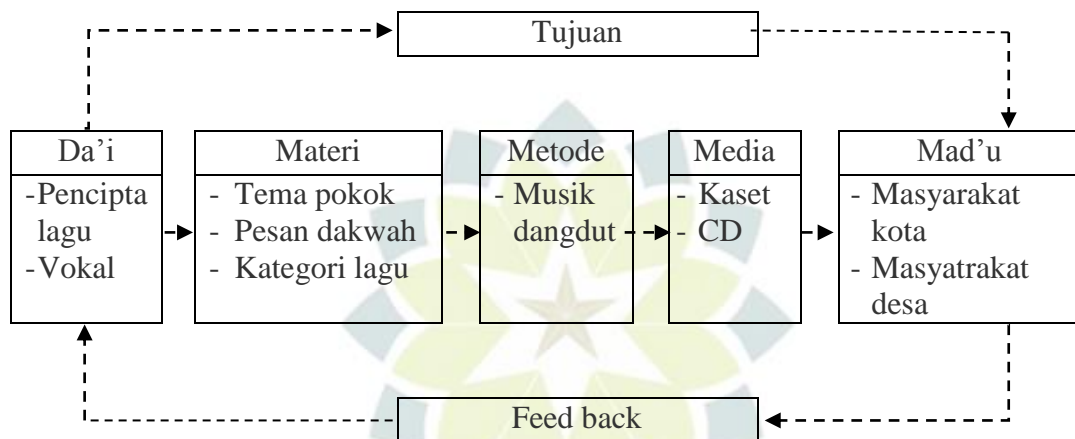 Tujuan
Da'i
-Pencipta
lagu
-Vokal
Materi
- Tema pokok
- Pesan dakwah
- Kategori lagu
Metode
- Musik
dangdut
Media
- Kaset
- CD
Mad'u
- Masyarakat
kota
- Masyatrakat
desa
Feed back